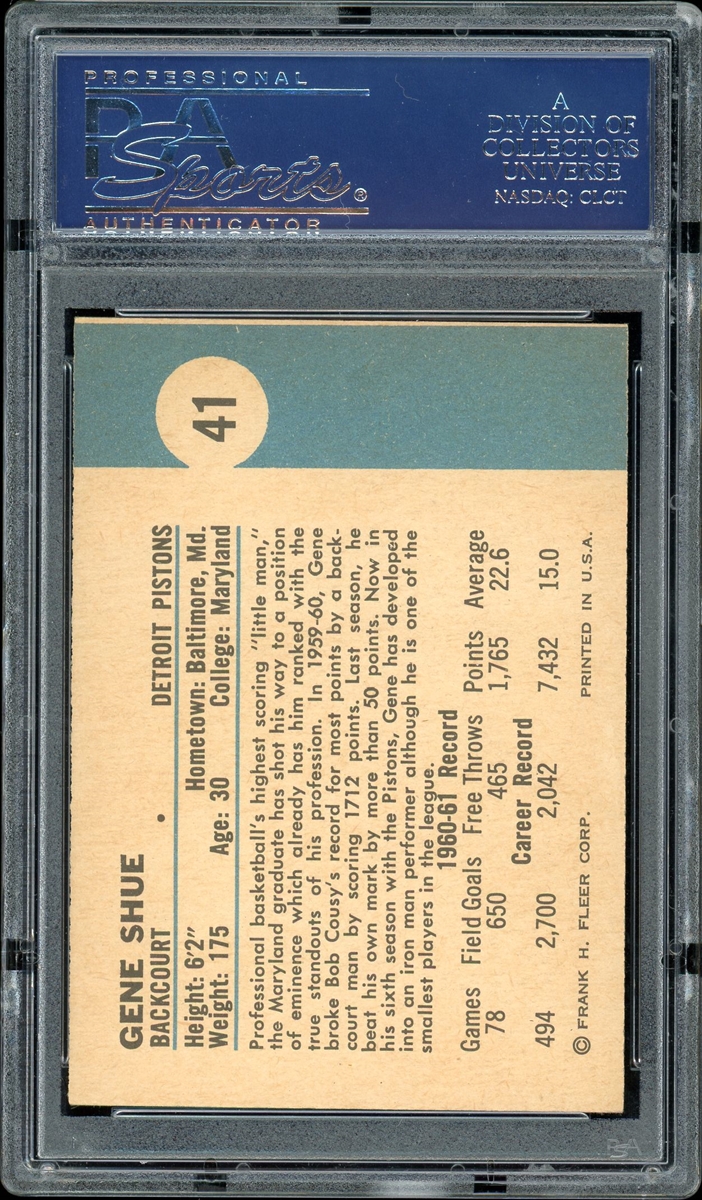 PROFESSIONAL
PSA
Sports®
AUTHENTICATOR
A
DIVISION OF
COLLECTORS
UNIVERSE
NASDAQ: CLCT
41
GENE SHUE
BACKCOURT • DETROIT PISTONS
Height: 6'2" Hometown: Baltimore, Md.
Weight: 175 Age: 30 College: Maryland
Professional basketball's highest scoring "little man,"
the Maryland graduate has shot his way to a position
of eminence which already has him ranked with the
true standouts of his profession. In 1959-60, Gene
broke Bob Cousy's record for most points by a back-
court man by scoring 1712 points. Last season, he
beat his own mark by more than 50 points. Now in
his sixth season with the Pistons, Gene has developed
into an iron man performer although he is one of the
smallest players in the league.
1960-61 Record
Games Field Goals Free Throws Points Average
78 650 465 1,765 22.6
Career Record
494 2,700 2,042 7,432 15.0
© FRANK H. FLEER CORP. PRINTED IN U.S.A.
PSA